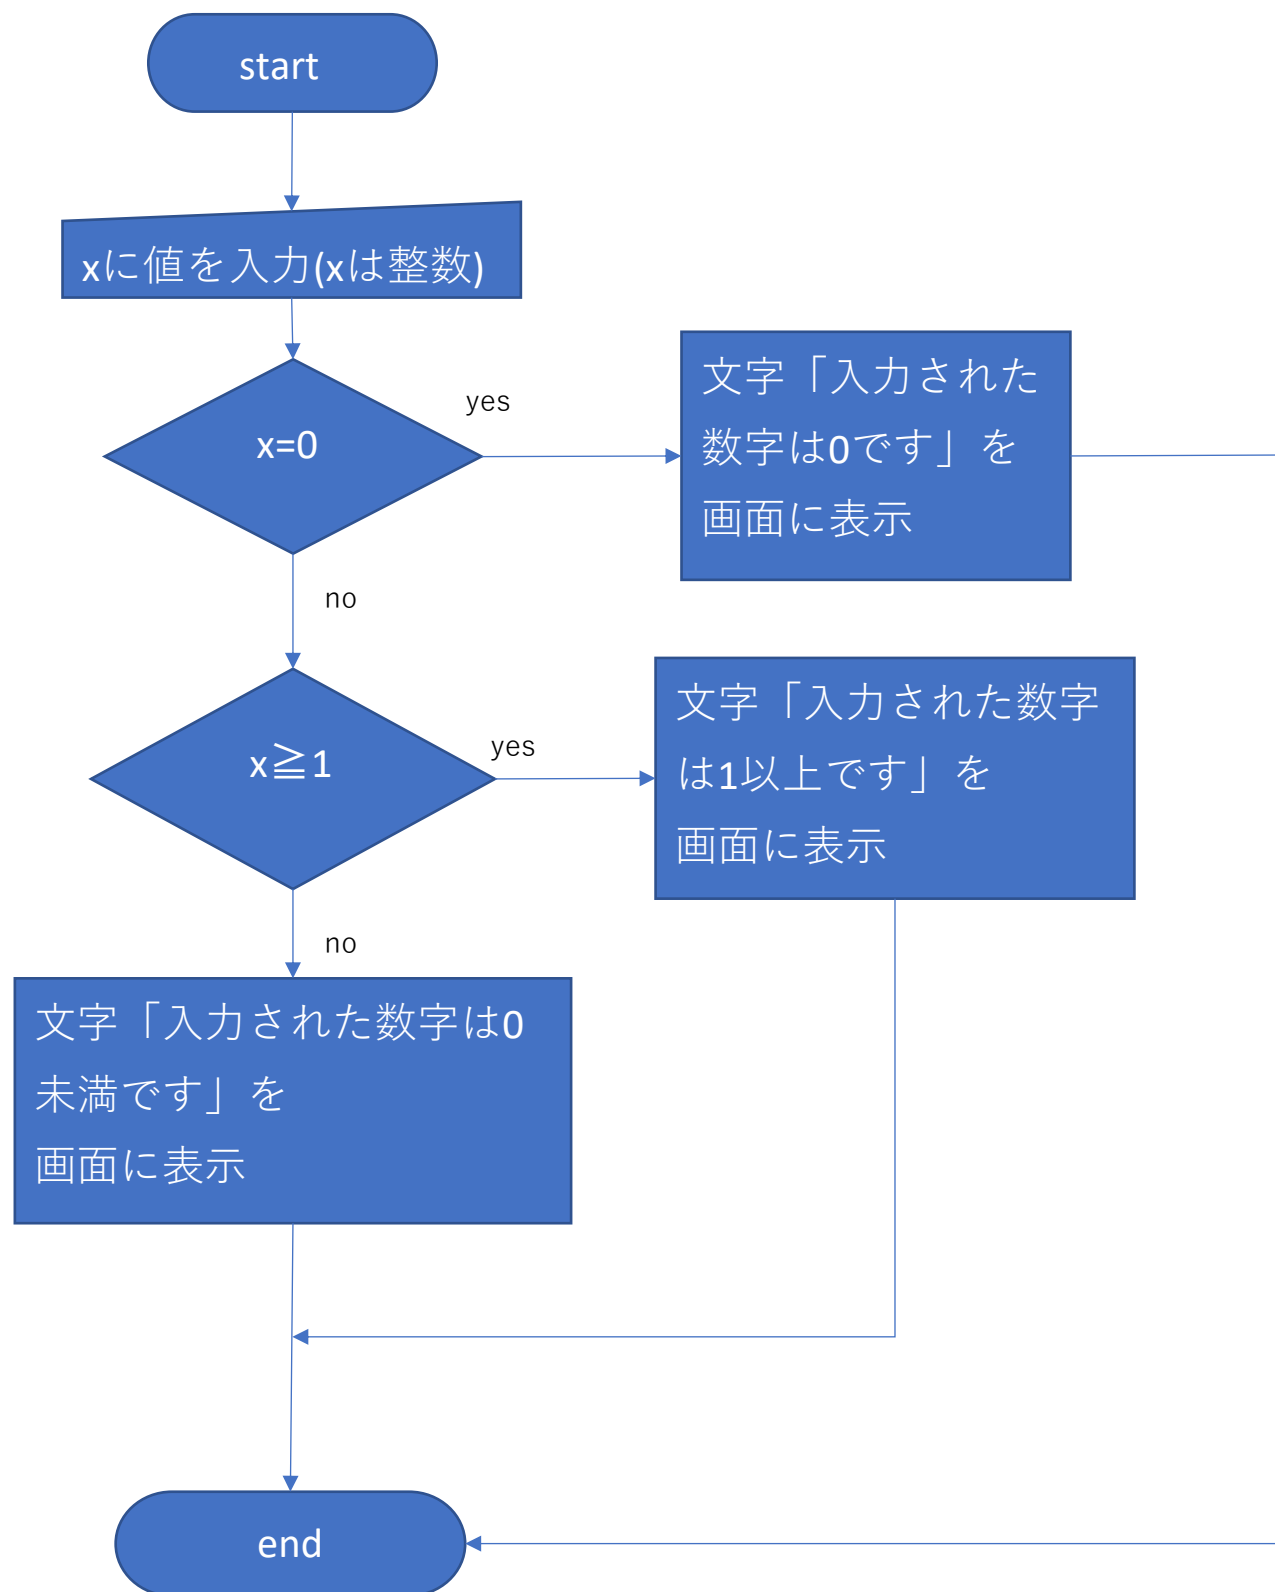 start
xに値を入力(xは整数)
x=0
yes
文字「入力された
数字は0です」を
画面に表示
no
x≧1
yes
文字「入力された数字
は1以上です」を
画面に表示
no
文字「入力された数字は0
未満です」を
画面に表示
end